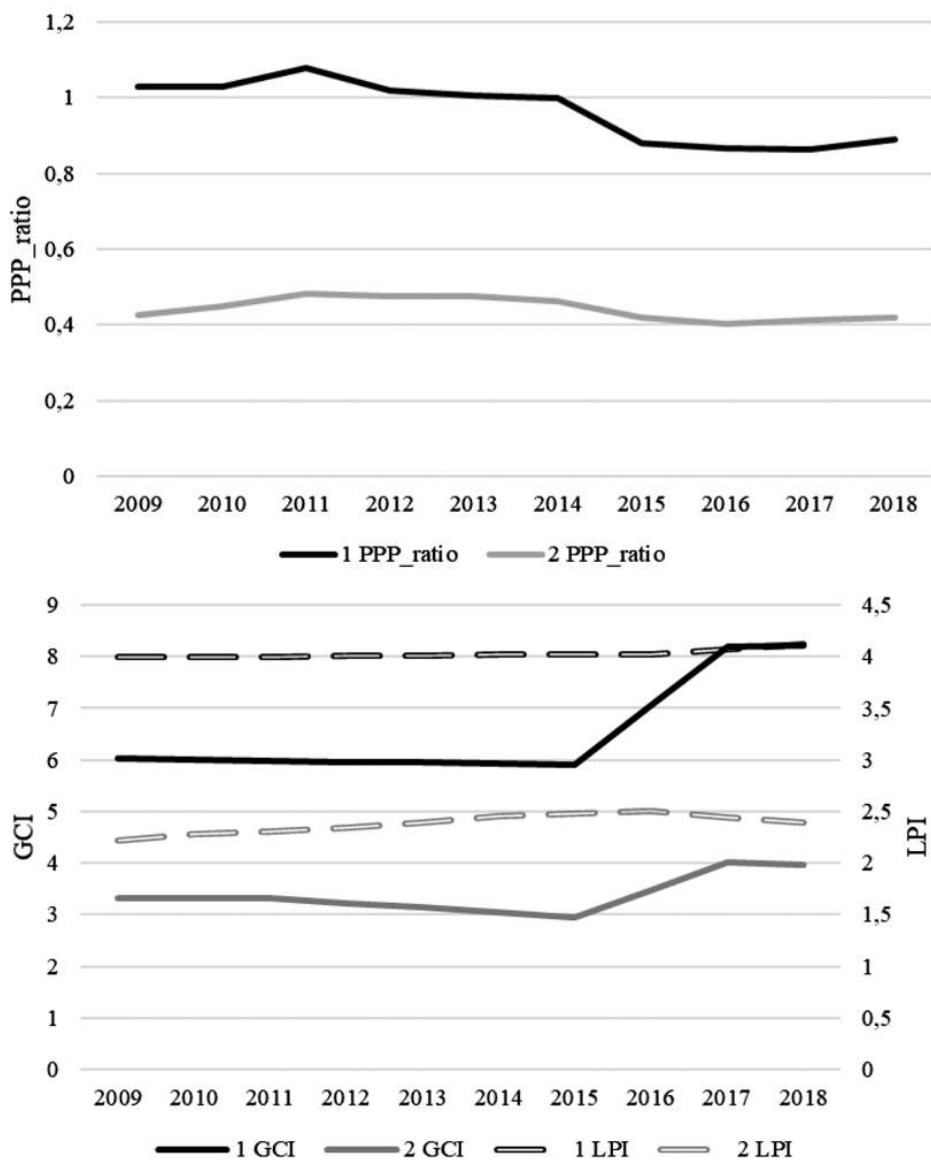 1,2
1
0,8
0,6
0,4
0,2
0
PPP_ratio
2009 2010 2011 2012 2013 2014 2015 2016 2017 2018
1 PPP_ratio 2 PPP_ratio
9 4,5
8 4
7 3,5
6 3
5 2,5
4 2
3 1,5
2 1
1 0,5
0 0
GCI
LPI
2009 2010 2011 2012 2013 2014 2015 2016 2017 2018
1 GCI 2 GCI 1 LPI 2 LPI